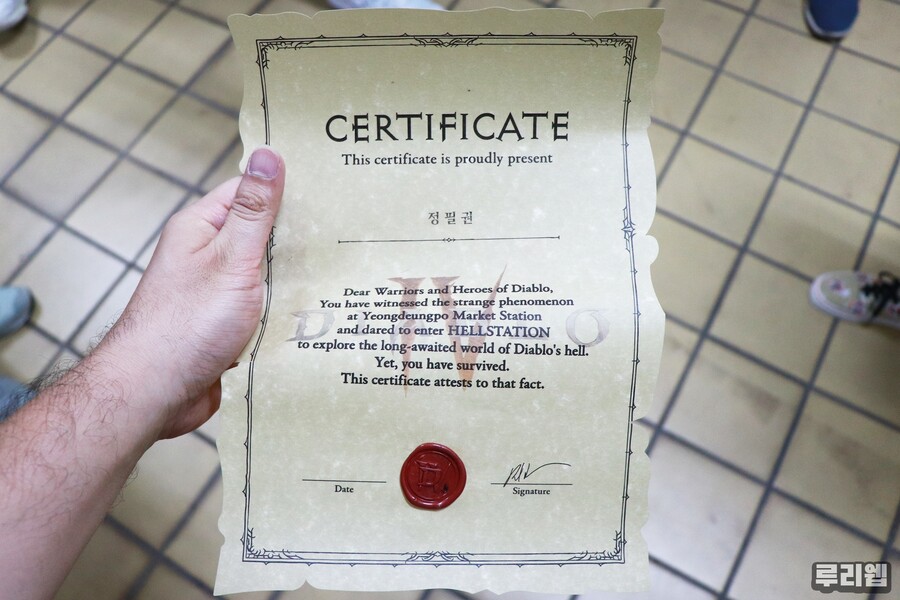 CERTIFICATE
This certificate is proudly present
정필권
DIABLO
IV
Dear Warriors and Heroes of Diablo,
You have witnessed the strange phenomenon
at Yeongdeungpo Market Station
and dared to enter HELLSTATION
to explore the long-awaited world of Diablo's hell.
Yet, you have survived.
This certificate attests to that fact.
Date
Signature
루리웹